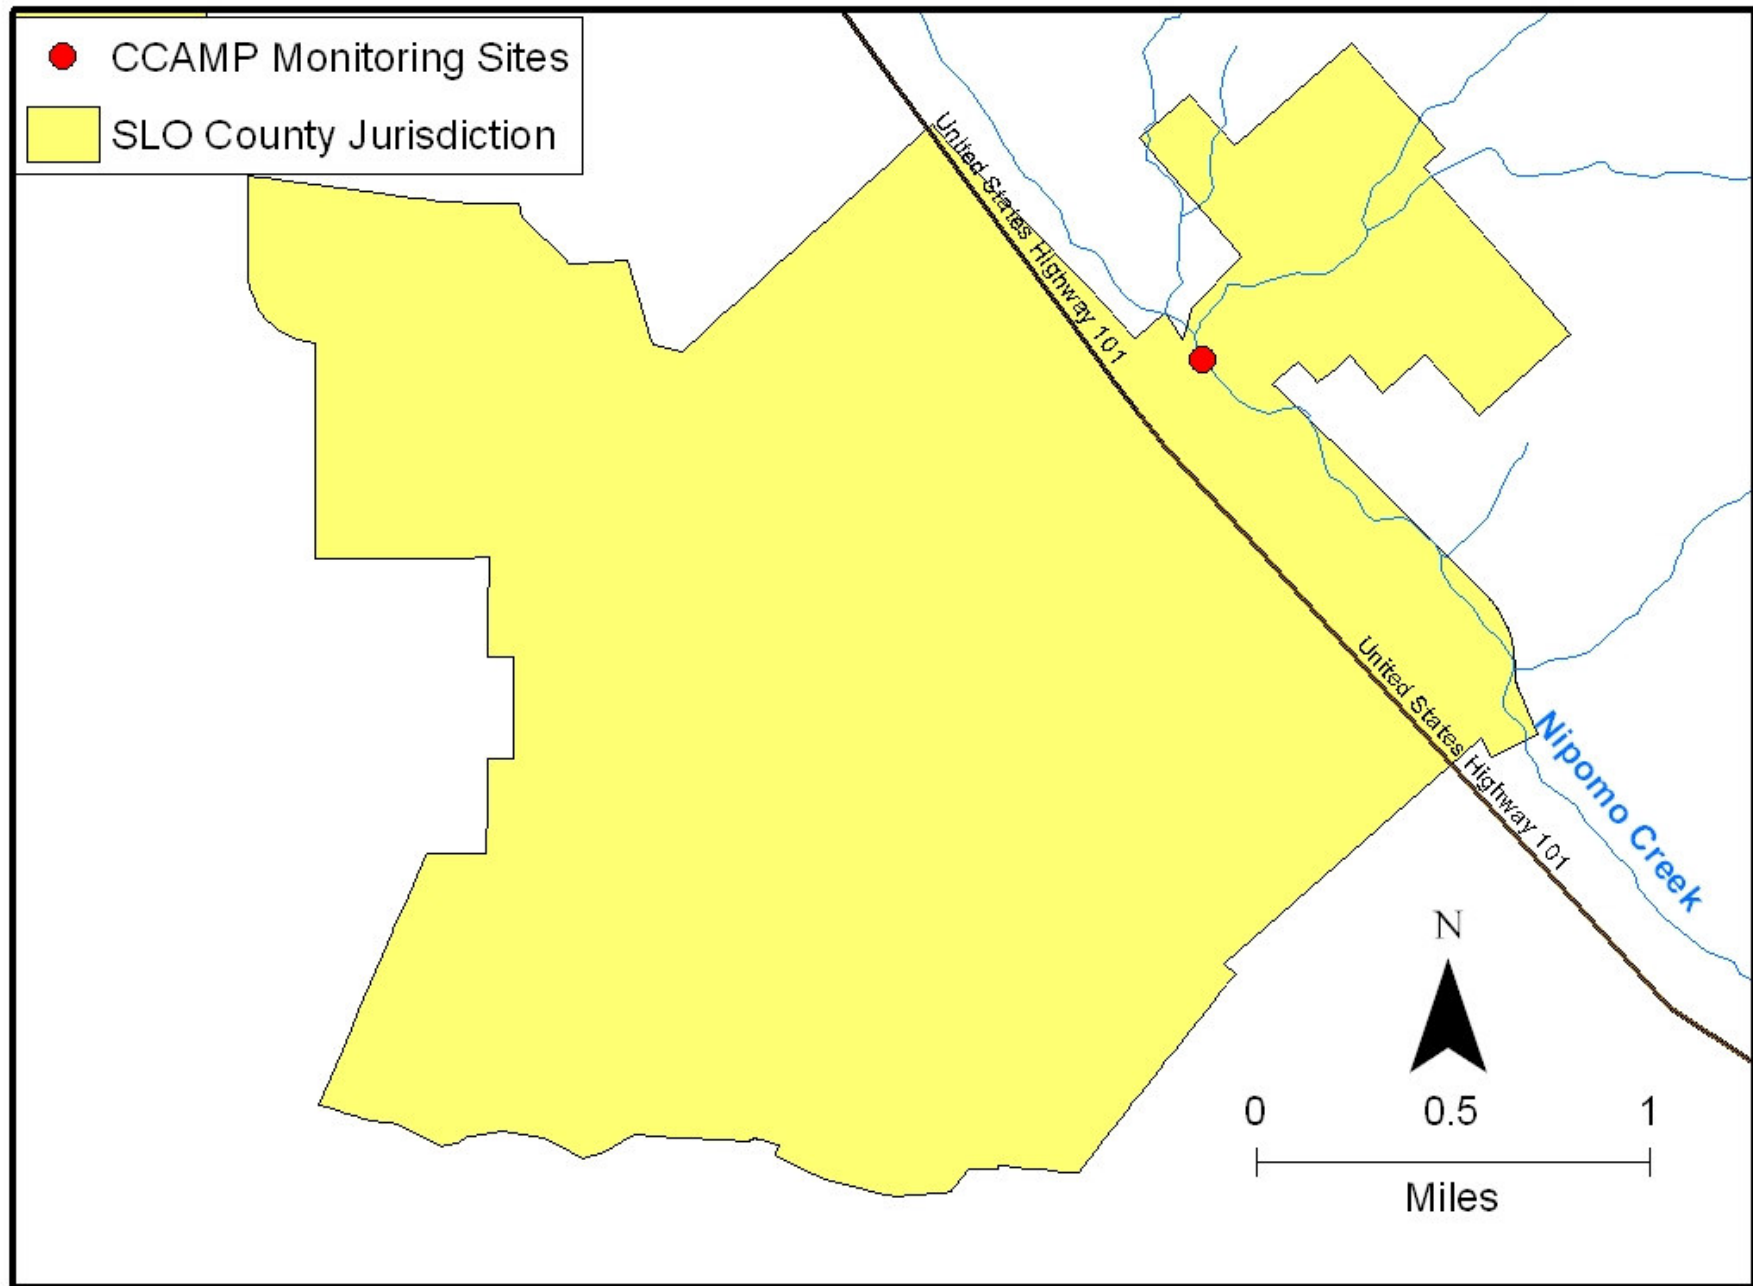 CCAMP Monitoring Sites
SLO County Jurisdiction
United States Highway 101
United States Highway 101
Nipomo Creek
N
0 0.5 1
Miles